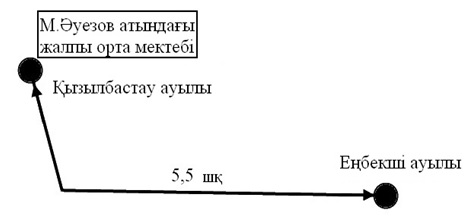 М.Әуезов атындағы
жалпы орта мектебі
Қызылбастау ауылы
Еңбекші ауылы
5,5 шқ